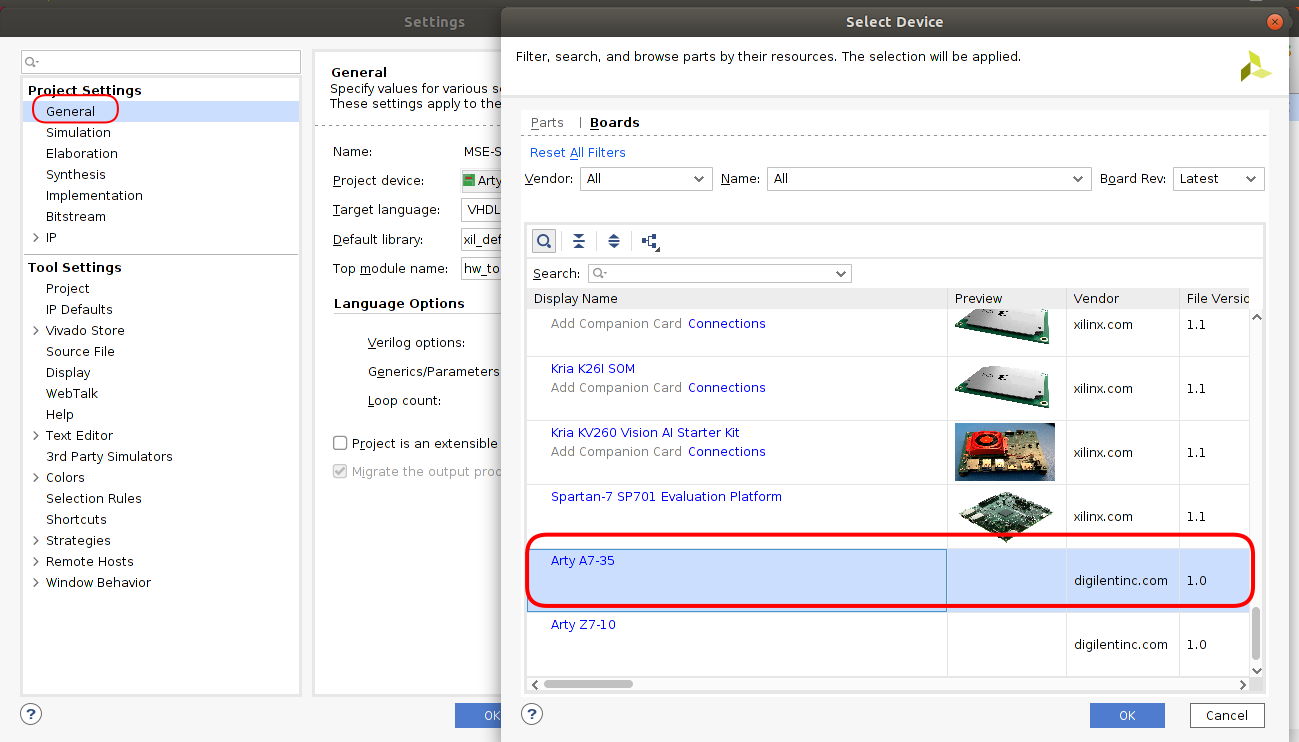 Settings
Project Settings
General
Simulation
Elaboration
Synthesis
Implementation
Bitstream
IP
Tool Settings
Project
IP Defaults
Vivado Store
Source File
Display
WebTalk
Help
Text Editor
3rd Party Simulators
Colors
Selection Rules
Shortcuts
Strategies
Remote Hosts
Window Behavior
General
Specify values for various s
These settings apply to the
Name: MSE-S
Project device: Arty
Target language: VHDL
Default library: xil_def
Top module name: hw_to
Language Options
Verilog options:
Generics/Parameters
Loop count:
Project is an extensible
Migrate the output proc
? OK
Select Device
Filter, search, and browse parts by their resources. The selection will be applied.
Parts | Boards
Reset All Filters
Vendor: All Name: All Board Rev: Latest
Search:
Display Name Preview Vendor File Versio
Add Companion Card Connections xilinx.com 1.1
Kria K26I SOM
Add Companion Card Connections xilinx.com 1.1
Kria KV260 Vision AI Starter Kit
Add Companion Card Connections xilinx.com 1.1
Spartan-7 SP701 Evaluation Platform
xilinx.com 1.1
Arty A7-35
digilentinc.com 1.0
Arty Z7-10
digilentinc.com 1.0
? OK Cancel